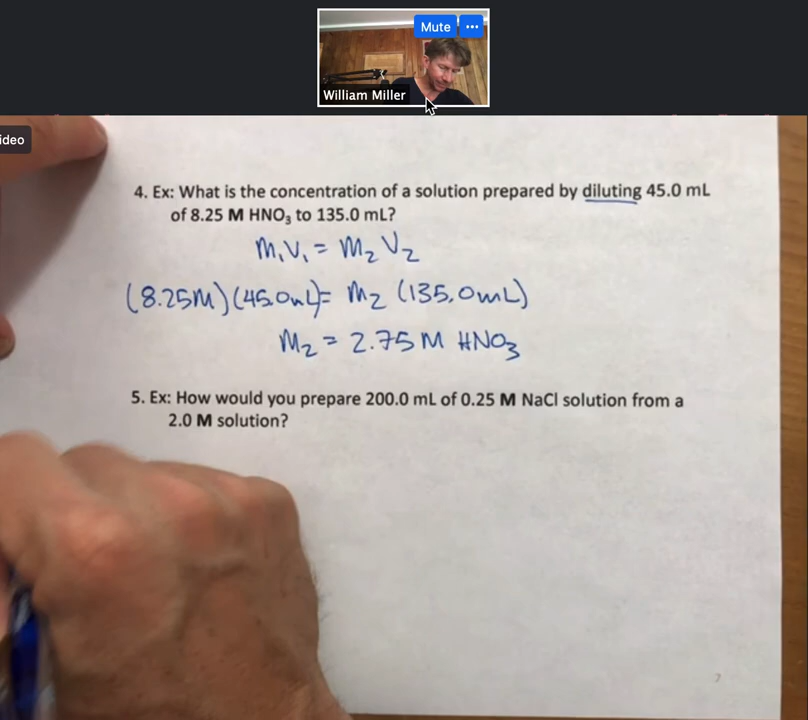 Mute ...
William Miller
ideo
4. Ex: What is the concentration of a solution prepared by diluting 45.0 mL
of 8.25 M HNO₃ to 135.0 mL?
M₁V₁ = M₂V₂
(8.25M)(45.0mL)= M₂ (135.0mL)
M₂ = 2.75 M HNO₃
5. Ex: How would you prepare 200.0 mL of 0.25 M NaCl solution from a
2.0 M solution?
7